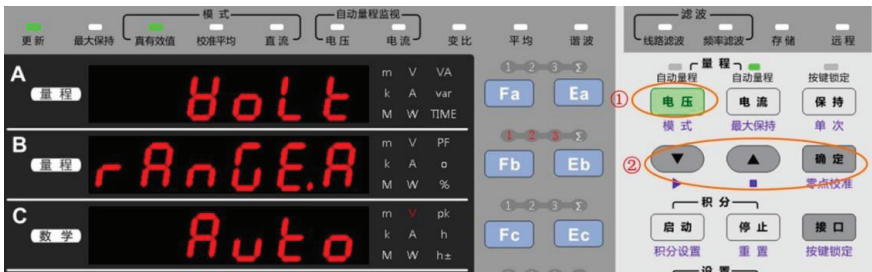 模 式 自动量程监视 滤 波
更 新 最大保持 真有效值 校准平均 直 流 电 压 电 流 变 比 平 均 谐 波 线路滤波 频率滤波 存 储 远 程
A 量 程 VoLt m V VA
k A var
M W TIME
1 2 3 Σ
Fa Ea
B 量 程 rAnGE.A m V PF
k A
M W %
1 2 3 Σ
Fb Eb
C 数 学 Auto m V pk
k A h
M W h±
1 2 3 Σ
Fc Ec
量 程
自动量程 自动量程 按键锁定
① 电 压 电 流 保 持
模 式 最大保持 单 次
② ▼ ▲ 确 定
▶ ■ 零点校准
积 分
启 动 停 止 接 口
积分设置 重 置 按键锁定
设 置